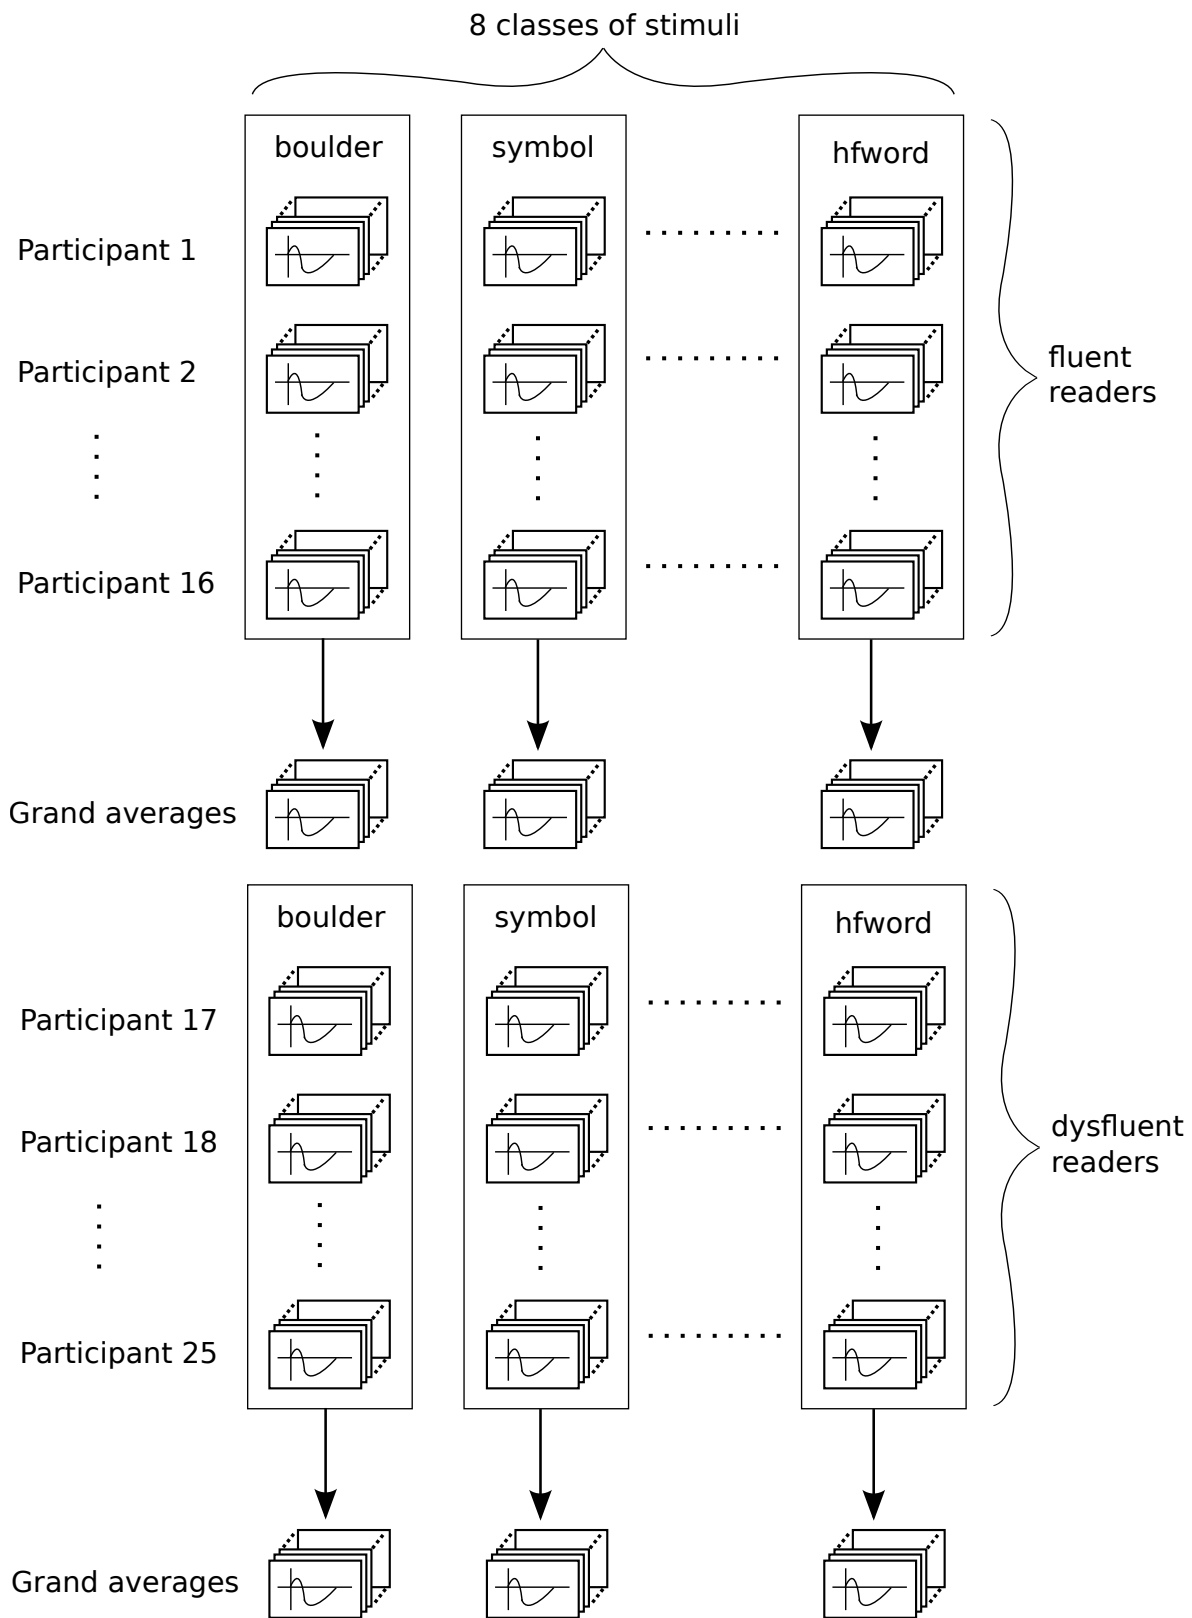 8 classes of stimuli
boulder
symbol
hfword
Participant 1
Participant 2
fluent
readers
Participant 16
Grand averages
boulder
symbol
hfword
Participant 17
Participant 18
dysfluent
readers
Participant 25
Grand averages